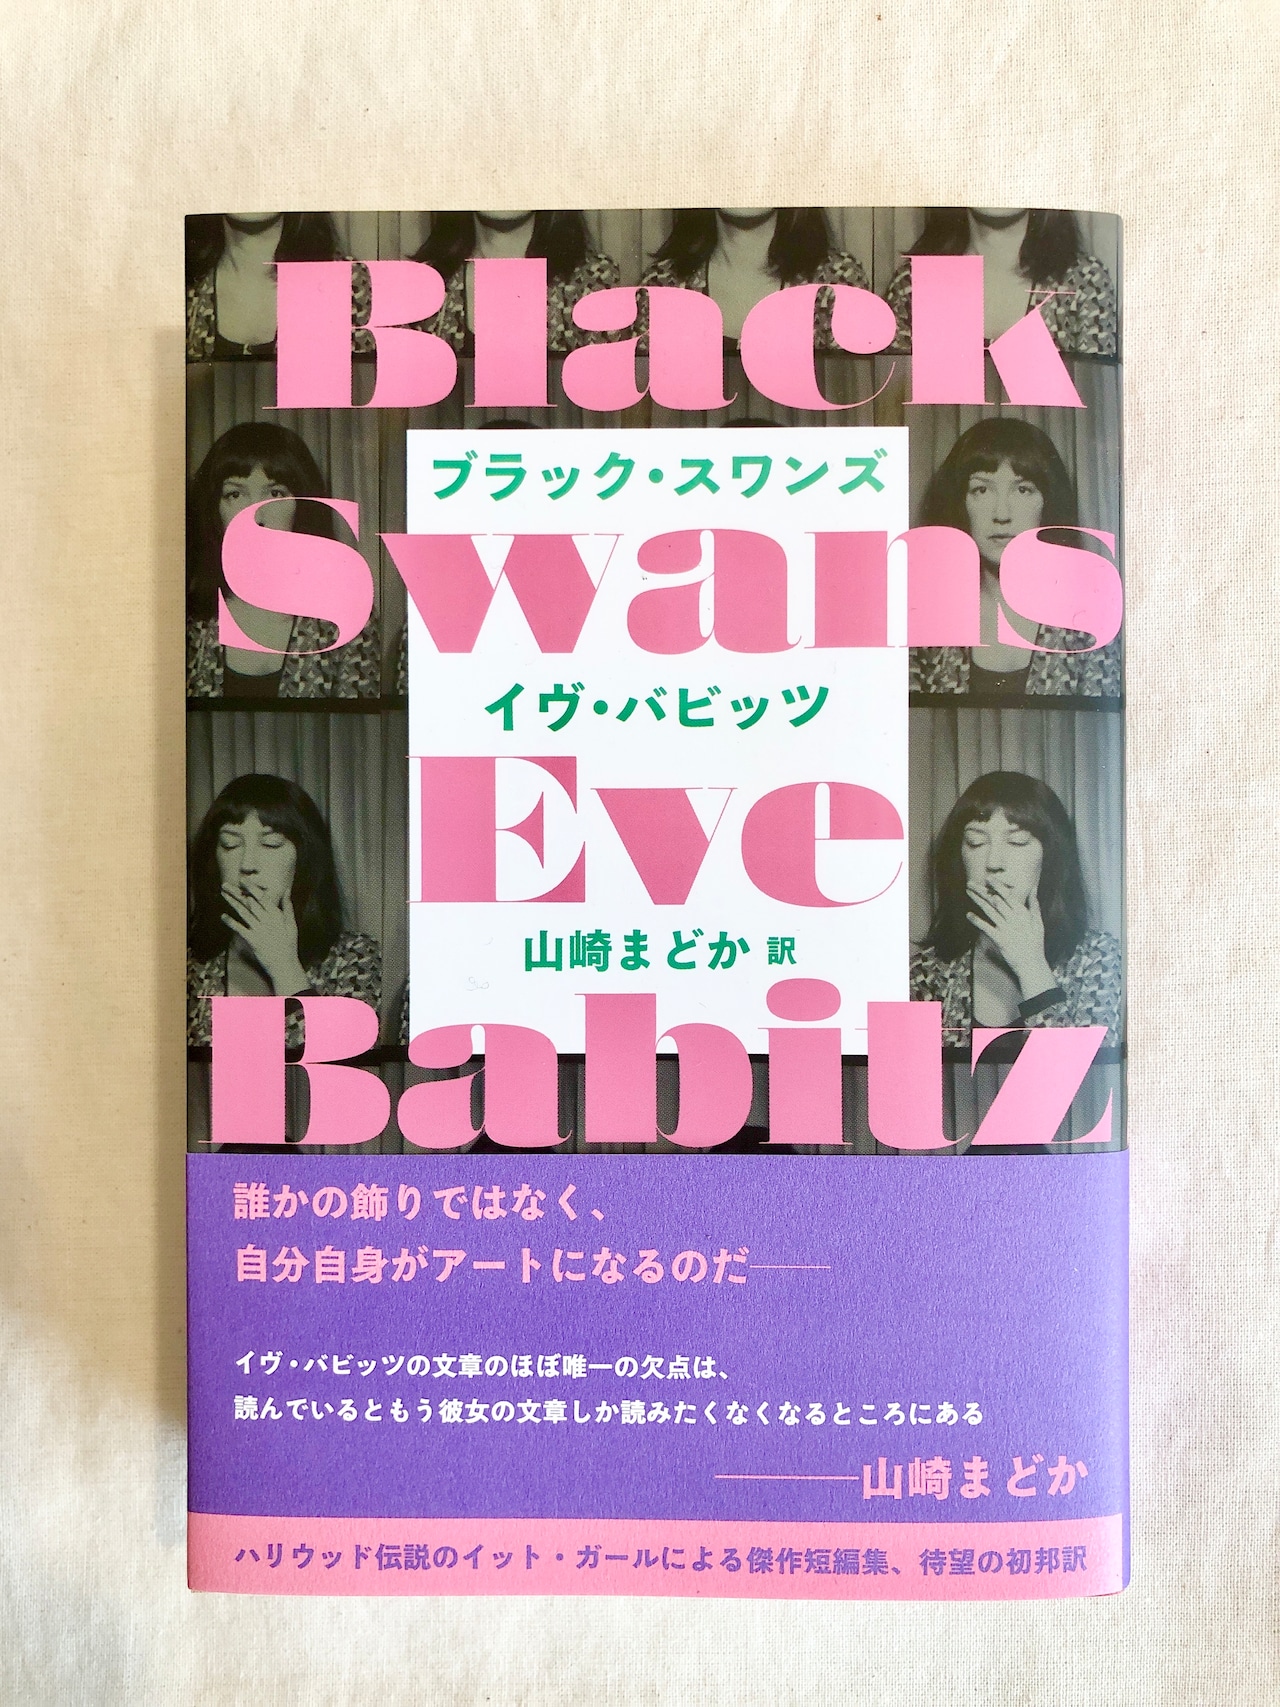 Black
ブラック・スワンズ
Swans
イヴ・バビッツ
Eve
山崎まどか 訳
Babitz
誰かの飾りではなく、
自分自身がアートになるのだ――
イヴ・バビッツの文章のほぼ唯一の欠点は、
読んでいるともう彼女の文章しか読みたくなくなるところにある
――山崎まどか
ハリウッド伝説のイット・ガールによる傑作短編集、待望の初邦訳